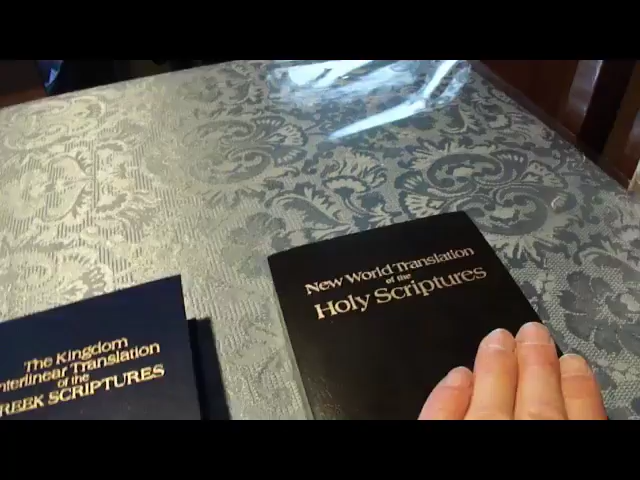 New World Translation
of the
Holy Scriptures
The Kingdom
nterlinear Translation
of the
REEK SCRIPTURES